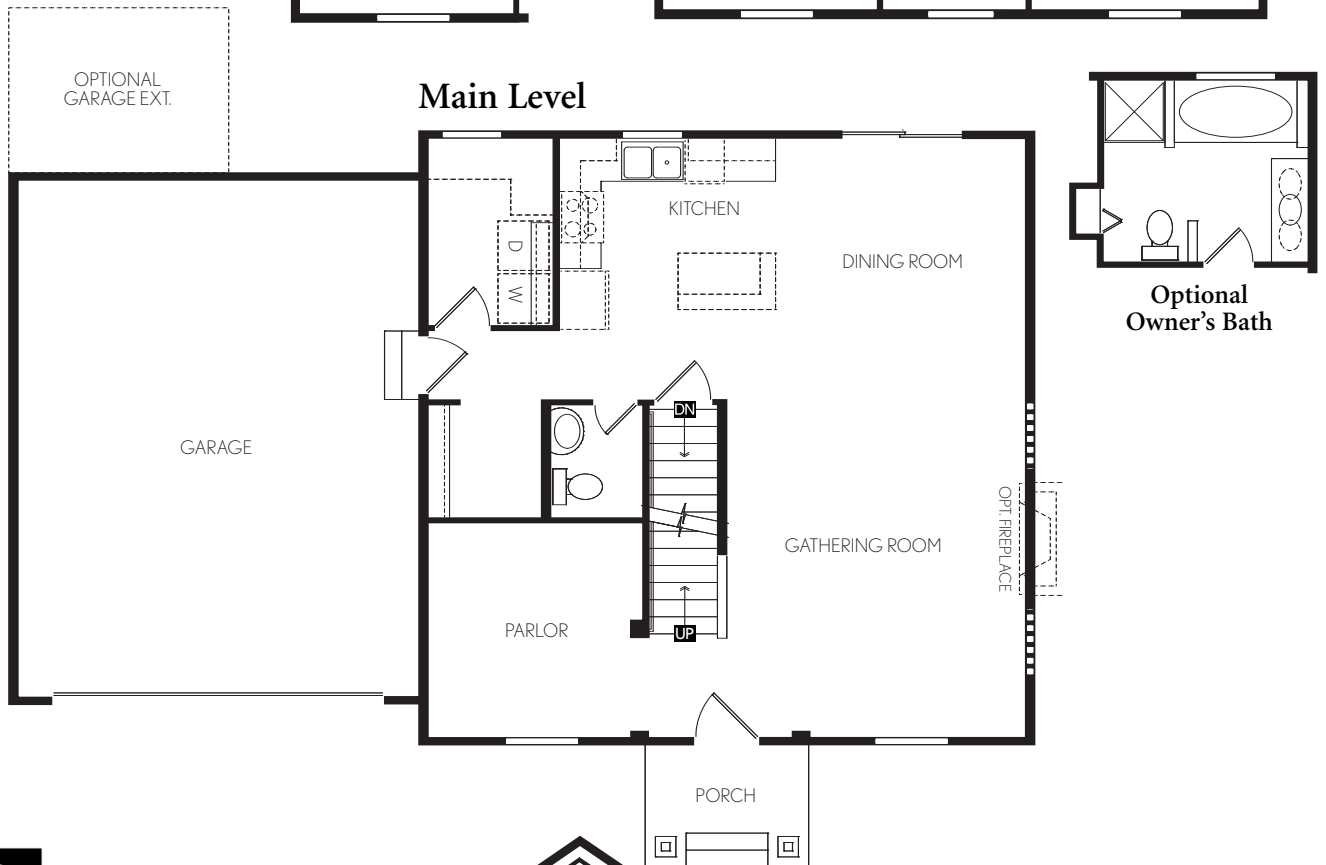 OPTIONAL
GARAGE EXT.
Main Level
KITCHEN
DINING ROOM
D
W
Optional
Owner's Bath
DN
GARAGE
OPT. FIREPLACE
GATHERING ROOM
PARLOR
UP
PORCH